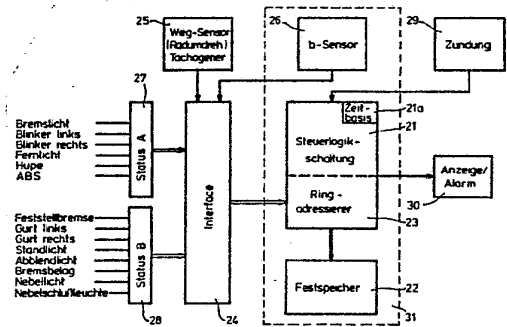 25
Weg-Sensor
(Radumdreh)
Tachogener
26
b-Sensor
29
Zündung
27
Status A
Bremslicht
Blinker links
Blinker rechts
Fernlicht
Hupe
ABS
Zeit-
basis
21a
21
Steuerlogik-
schaltung
Anzeige/
Alarm
30
Interface
Ring-
adressierer
23
Feststellbremse
Gurt links
Gurt rechts
Standlicht
Abblendlicht
Bremsbelag
Nebellicht
Nebelschlußleuchte
Status B
28
24
Festspeicher
22
31